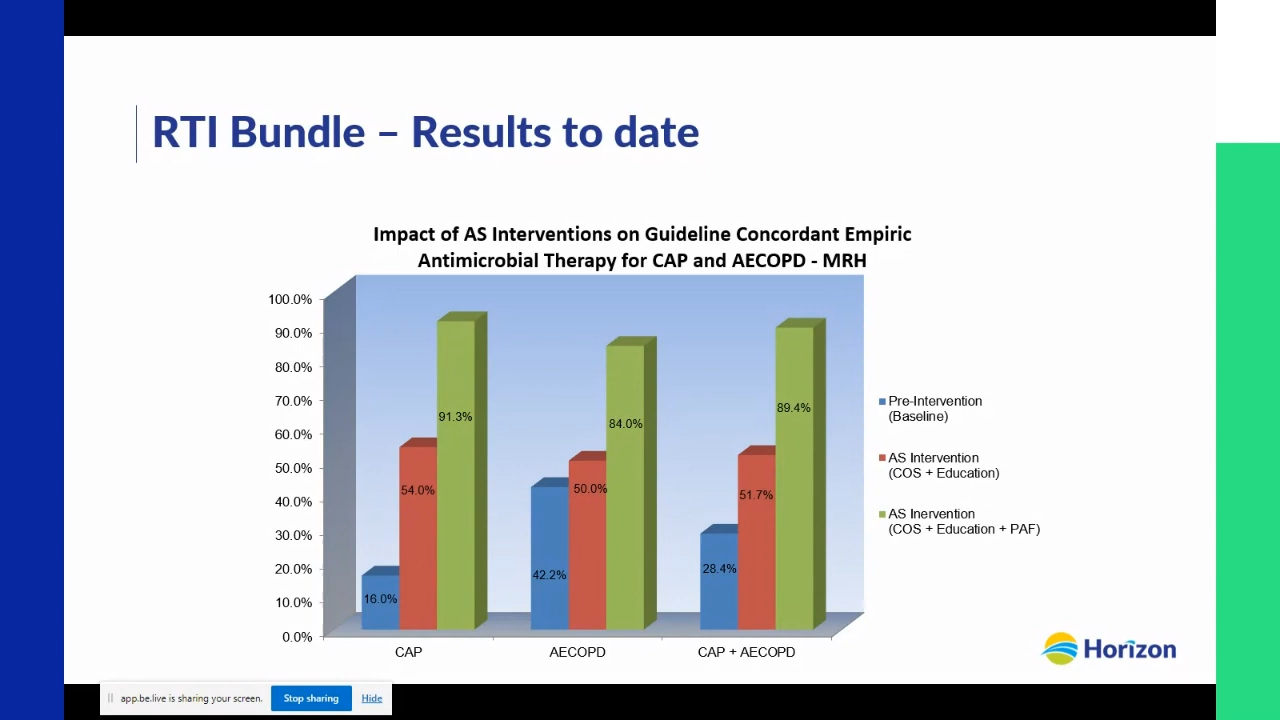 RTI Bundle – Results to date
Impact of AS Interventions on Guideline Concordant Empiric
Antimicrobial Therapy for CAP and AECOPD - MRH
100.0%
90.0%
80.0%
70.0%
60.0%
50.0%
40.0%
30.0%
20.0%
10.0%
0.0%
16.0%
54.0%
91.3%
42.2%
50.0%
84.0%
28.4%
51.7%
89.4%
CAP
AECOPD
CAP + AECOPD
Pre-Intervention
(Baseline)
AS Intervention
(COS + Education)
AS Inervention
(COS + Education + PAF)
Horizon
app.be.live is sharing your screen.
Stop sharing
Hide